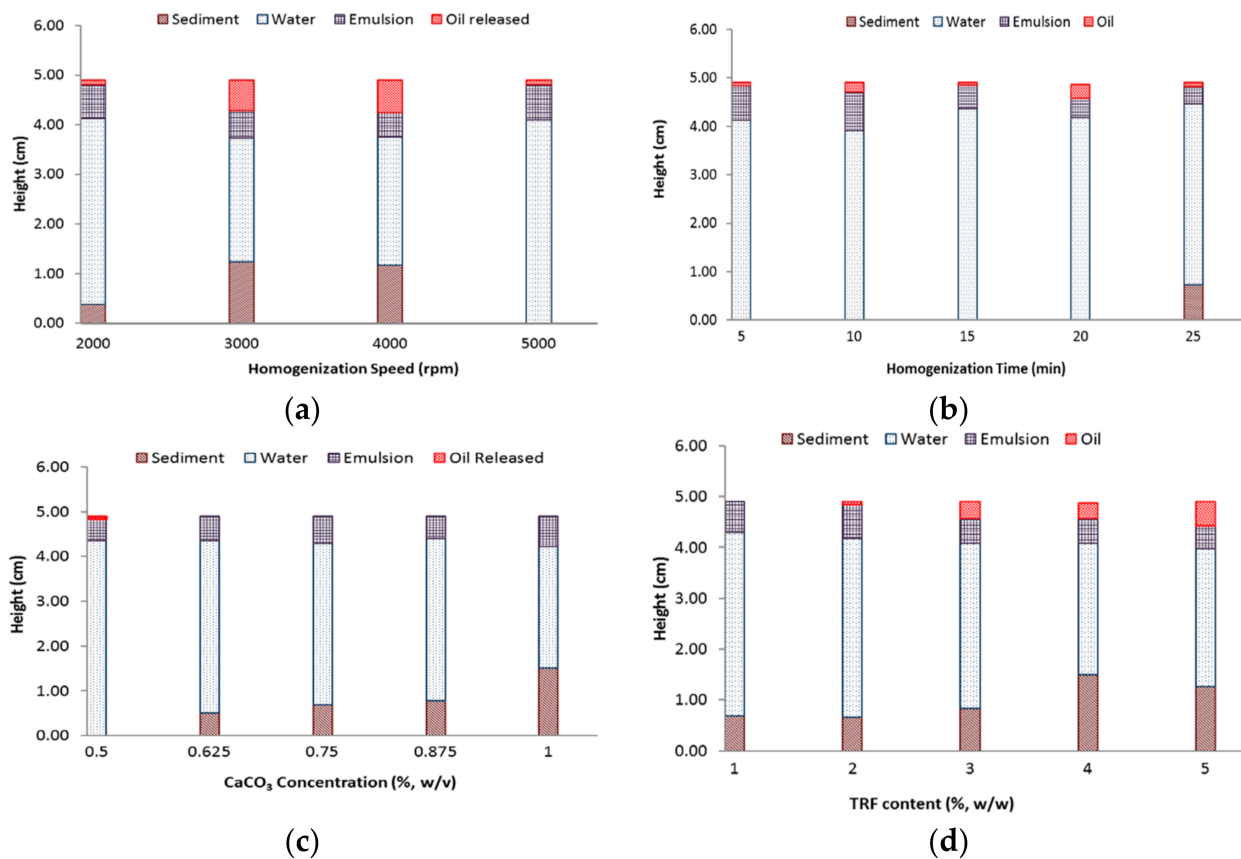 Sediment Water Emulsion Oil released
6.00
5.00
4.00
3.00
2.00
1.00
0.00
Height (cm)
2000 3000 4000 5000
Homogenization Speed (rpm)
(a)
Sediment Water Emulsion Oil
6.00
5.00
4.00
3.00
2.00
1.00
0.00
Height (cm)
5 10 15 20 25
Homogenization Time (min)
(b)
Sediment Water Emulsion Oil Released
6.00
5.00
4.00
3.00
2.00
1.00
0.00
Height (cm)
0.5 0.625 0.75 0.875 1
CaCO₃ Concentration (%, w/v)
(c)
Sediment Water Emulsion Oil
6.00
5.00
4.00
3.00
2.00
1.00
0.00
Height (cm)
1 2 3 4 5
TRF content (%, w/w)
(d)